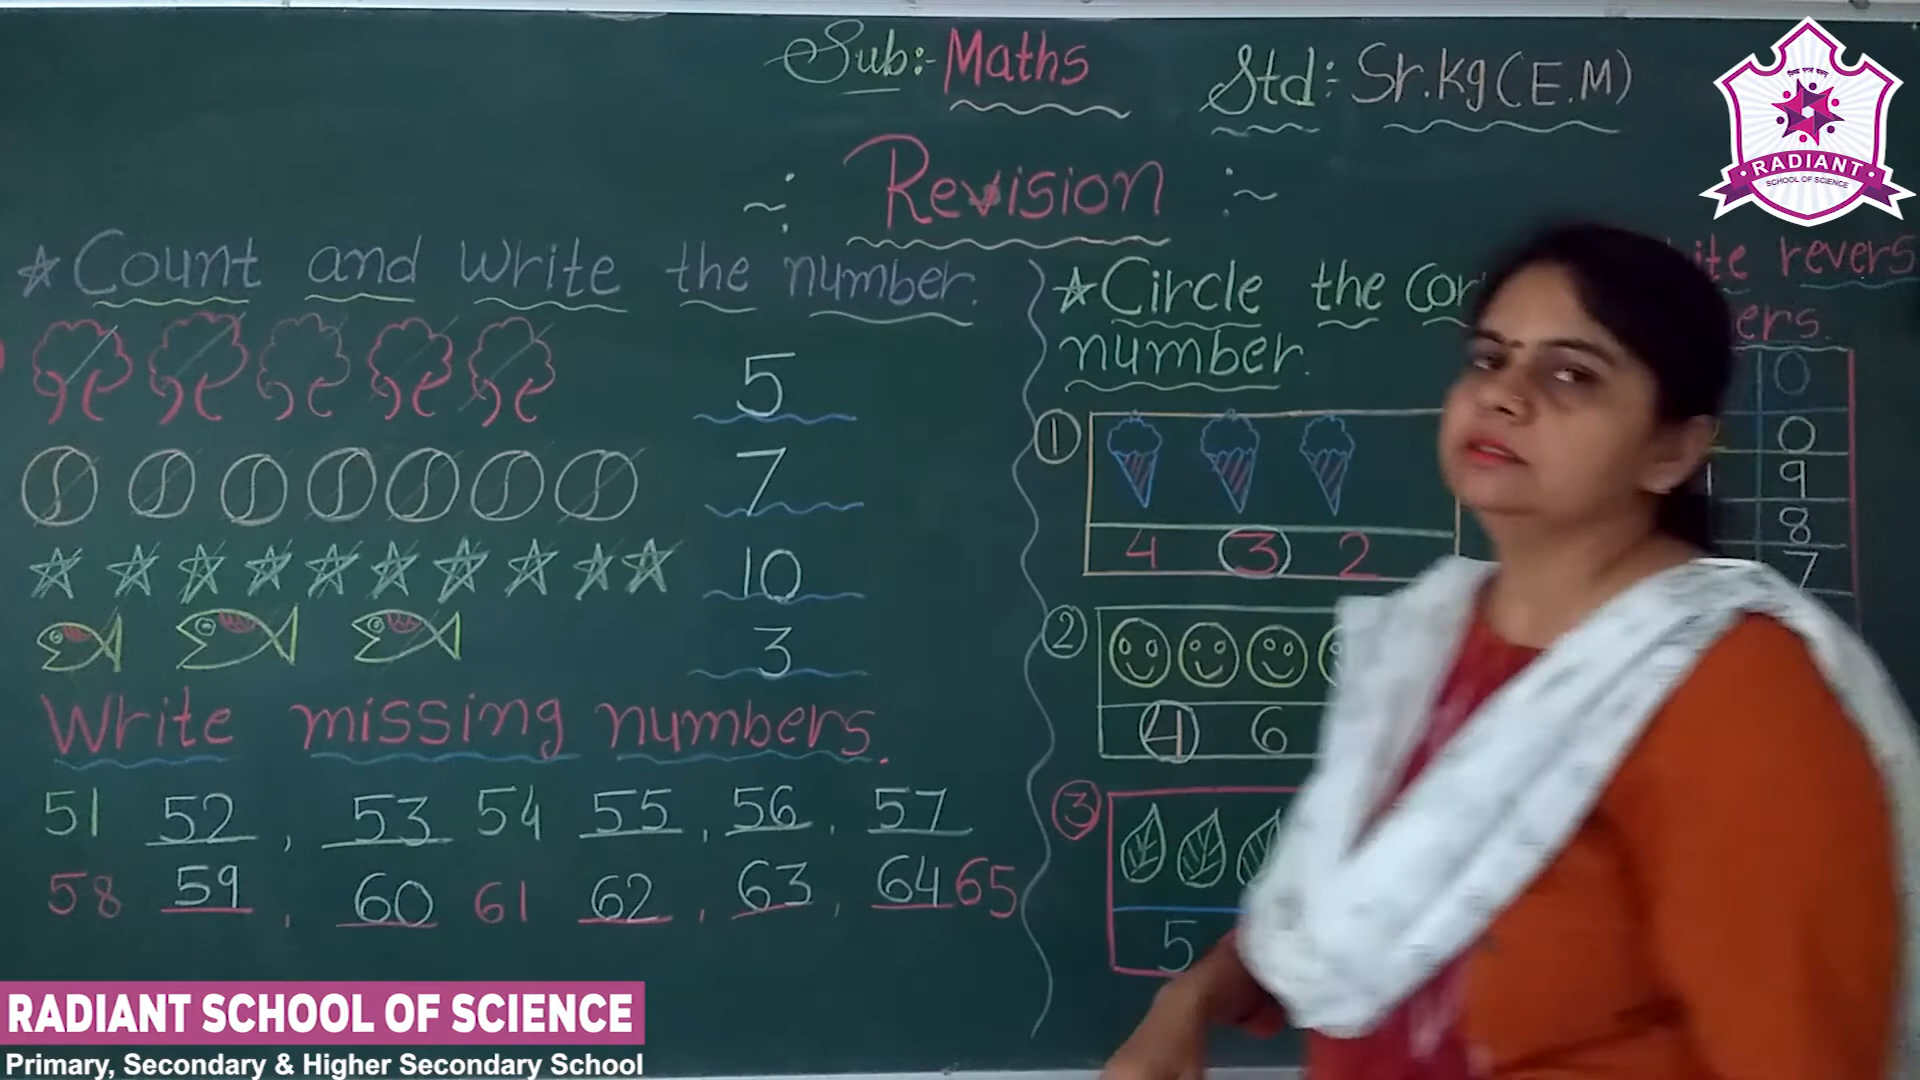 Sub:- Maths
Std:- Sr.Kg (E.M)
Revision
Count and write the number.
5
7
10
3
Write missing numbers.
51 52, 53 54 55, 56, 57
58 59, 60 61 62, 63, 64 65
Circle the
number.
1
4 3 2
2
4 6
3
5
revers
0
0
9
8
7
RADIANT
SCHOOL OF SCIENCE
RADIANT SCHOOL OF SCIENCE
Primary, Secondary & Higher Secondary School